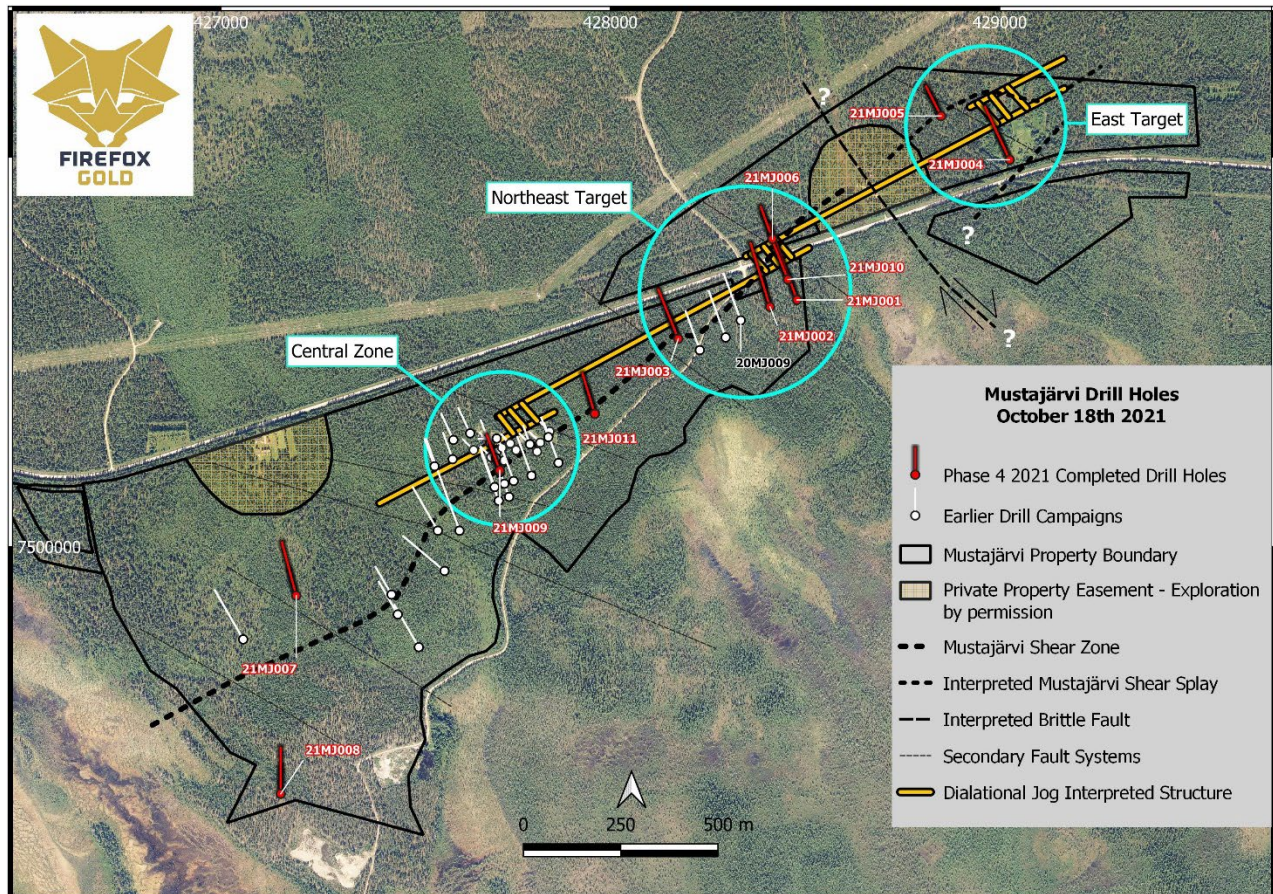 427000
428000
429000
FIREFOX
GOLD
?
21MJ005
East Target
21MJ004
21MJ006
Northeast Target
?
21MJ010
21MJ001
21MJ002
?
Central Zone
21MJ003
20MJ009
21MJ011
21MJ009
7500000
21MJ007
21MJ008
0 250 500 m
Mustajärvi Drill Holes
October 18th 2021
Phase 4 2021 Completed Drill Holes
Earlier Drill Campaigns
Mustajärvi Property Boundary
Private Property Easement - Exploration
by permission
Mustajärvi Shear Zone
Interpreted Mustajärvi Shear Splay
Interpreted Brittle Fault
Secondary Fault Systems
Dialational Jog Interpreted Structure